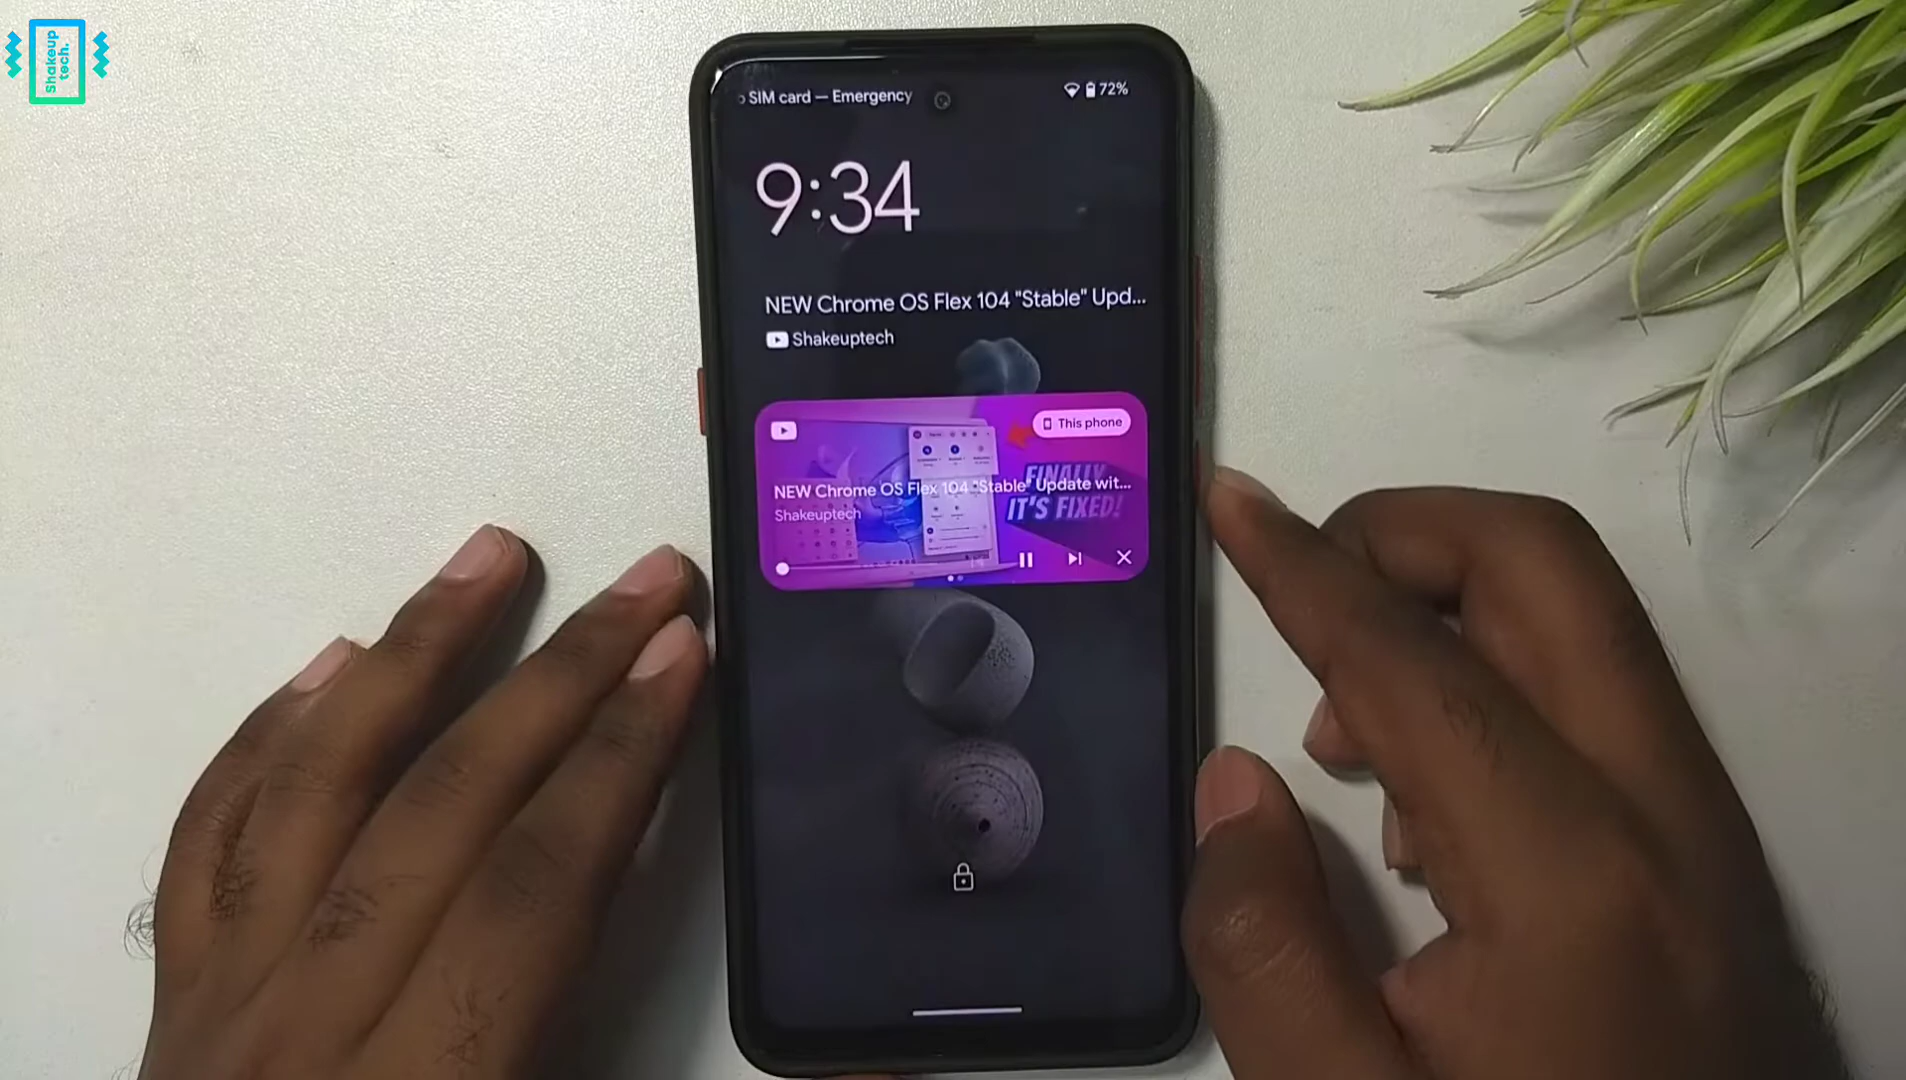 Shakeup
tech.
SIM card — Emergency
72%
9:34
NEW Chrome OS Flex 104 "Stable" Upd...
Shakeuptech
This phone
FINALLY
IT'S FIXED!
NEW Chrome OS Flex 104 "Stable" Update wit...
Shakeuptech